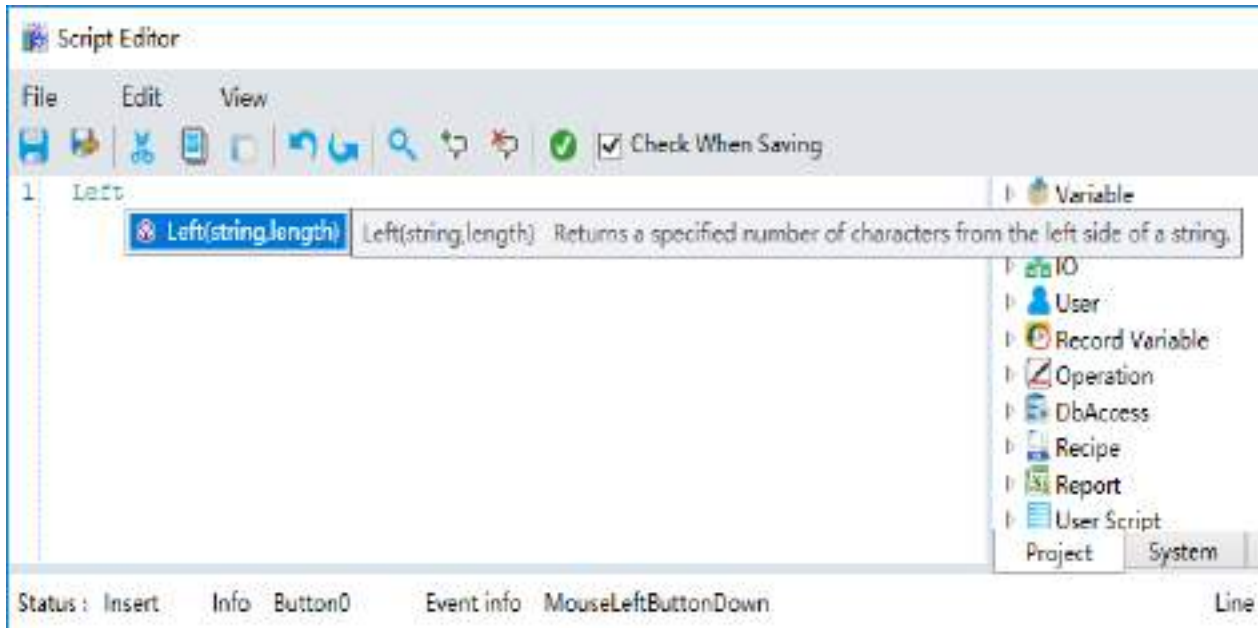 Script Editor
File Edit View
Check When Saving
1 Left
Left(string,length) Left(string,length) Returns a specified number of characters from the left side of a string.
Variable
IO
User
Record Variable
Operation
DbAccess
Recipe
Report
User Script
Project System
Status : Insert Info Button0 Event info MouseLeftButtonDown Line